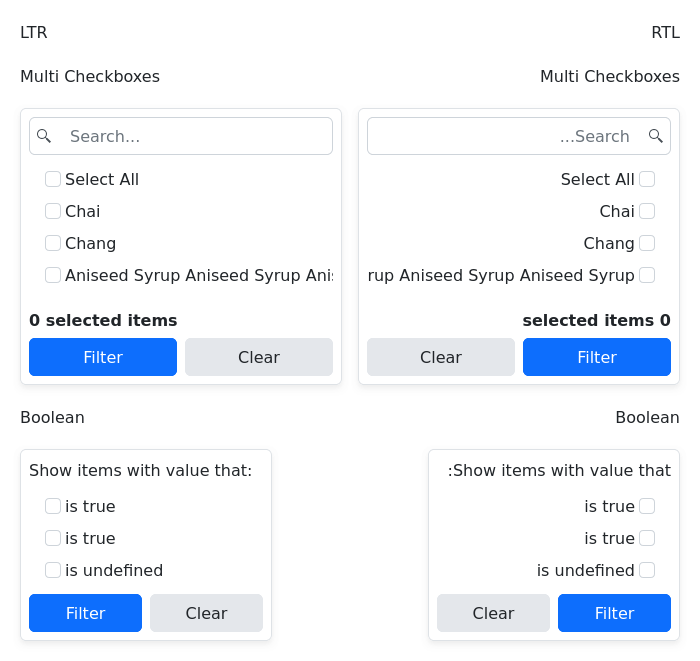 LTR
RTL
Multi Checkboxes
Multi Checkboxes
Search...
...Search
Select All
Select All
Chai
Chai
Chang
Chang
Aniseed Syrup Aniseed Syrup Anis
rup Aniseed Syrup Aniseed Syrup
0 selected items
selected items 0
Filter
Clear
Clear
Filter
Boolean
Boolean
Show items with value that:
:Show items with value that
is true
is true
is true
is true
is undefined
is undefined
Filter
Clear
Clear
Filter